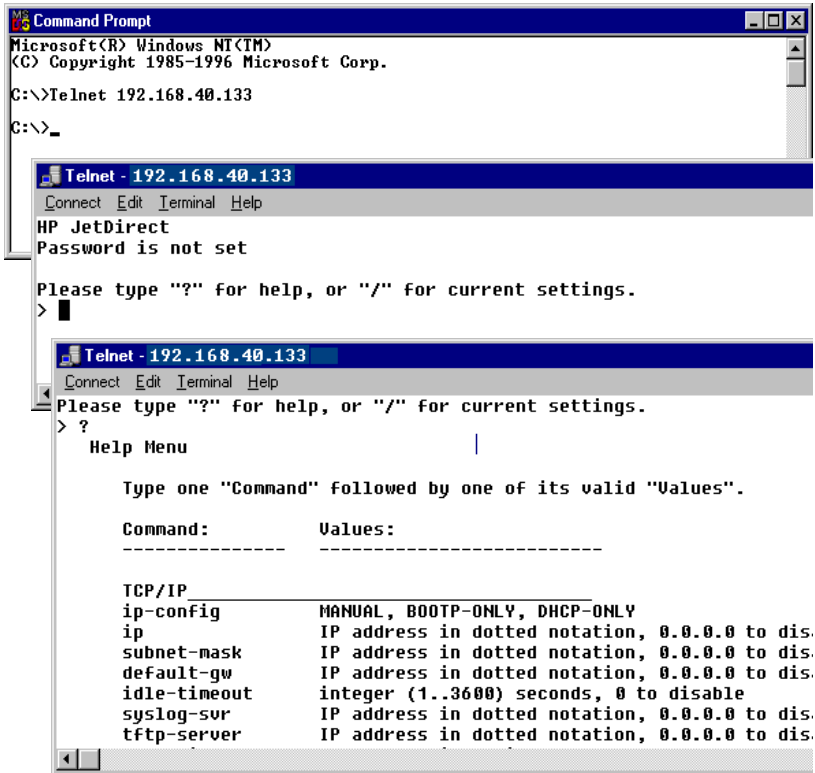 Command Prompt
Microsoft(R) Windows NT(TM)
(C) Copyright 1985-1996 Microsoft Corp.
C:\>Telnet 192.168.40.133
C:\>_
Telnet - 192.168.40.133
Connect Edit Terminal Help
HP JetDirect
Password is not set
Please type "?" for help, or "/" for current settings.
>
Telnet - 192.168.40.133
Connect Edit Terminal Help
Please type "?" for help, or "/" for current settings.
> ?
Help Menu
Type one "Command" followed by one of its valid "Values".
Command: Values:
--------------- --------------------------
TCP/IP_____________________________________
ip-config MANUAL, BOOTP-ONLY, DHCP-ONLY
ip IP address in dotted notation, 0.0.0.0 to dis
subnet-mask IP address in dotted notation, 0.0.0.0 to dis
default-gw IP address in dotted notation, 0.0.0.0 to dis
idle-timeout integer (1..3600) seconds, 0 to disable
syslog-svr IP address in dotted notation, 0.0.0.0 to dis
tftp-server IP address in dotted notation, 0.0.0.0 to dis